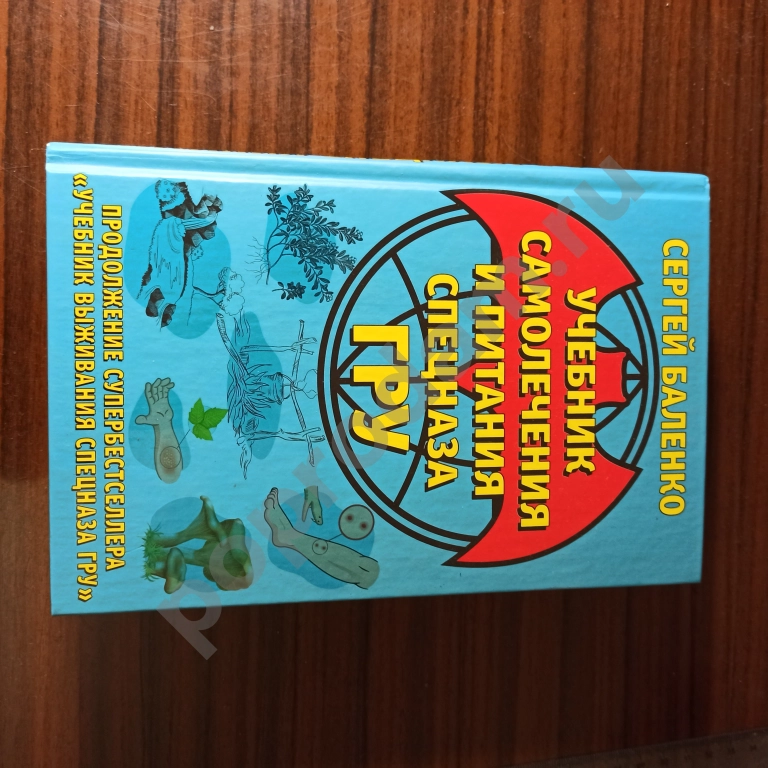 СЕРГЕЙ БАЛЕНКО
УЧЕБНИК
САМОЛЕЧЕНИЯ
И ПИТАНИЯ
СПЕЦНАЗА
ГРУ
ПРОДОЛЖЕНИЕ СУПЕРБЕСТСЕЛЛЕРА
«УЧЕБНИК ВЫЖИВАНИЯ СПЕЦНАЗА ГРУ»